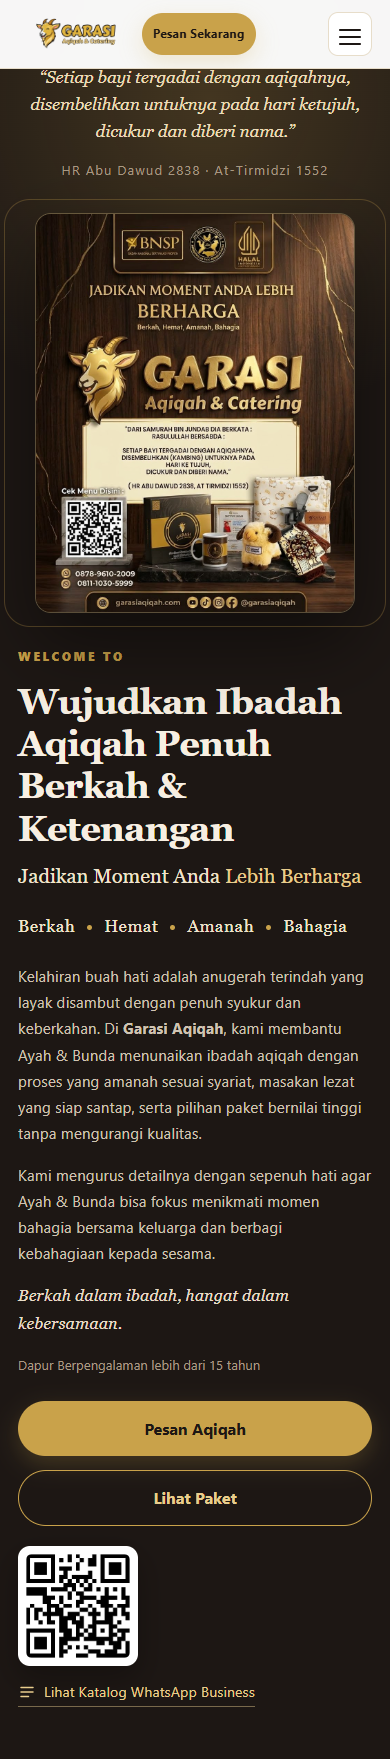 GARASI
Aqiqah & Catering
Pesan Sekarang
“Setiap bayi tergadai dengan aqiqahnya,
disembelihkan untuknya pada hari ketujuh,
dicukur dan diberi nama.”
HR Abu Dawud 2838 · At-Tirmidzi 1552
BNSP
HALAL
INDONESIA
JADIKAN MOMENT ANDA LEBIH
BERHARGA
Berkah, Hemat, Amanah, Bahagia
GARASI
Aqiqah & Catering
"DARI SAMURAH BIN JUNDAB DIA BERKATA :
RASULULLAH BERSABDA :
SETIAP BAYI TERGADAI DENGAN AQIQAHNYA,
DISEMBELIHKAN (KAMBING) UNTUKNYA PADA
HARI KE TUJUH,
DICUKUR DAN DIBERI NAMA."
( HR ABU DAWUD 2838, AT TIRMIDZI 1552)
Cek Menu Disini
0878-9610-2009
0811-1030-5999
garasiaqiqah.com
@garasiaqiqah
WELCOME TO
Wujudkan Ibadah
Aqiqah Penuh
Berkah &
Ketenangan
Jadikan Moment Anda Lebih Berharga
Berkah • Hemat • Amanah • Bahagia
Kelahiran buah hati adalah anugerah terindah yang
layak disambut dengan penuh syukur dan
keberkahan. Di Garasi Aqiqah, kami membantu
Ayah & Bunda menunaikan ibadah aqiqah dengan
proses yang amanah sesuai syariat, masakan lezat
yang siap santap, serta pilihan paket bernilai tinggi
tanpa mengurangi kualitas.
Kami mengurus detailnya dengan sepenuh hati agar
Ayah & Bunda bisa fokus menikmati momen
bahagia bersama keluarga dan berbagi
kebahagiaan kepada sesama.
Berkah dalam ibadah, hangat dalam
kebersamaan.
Dapur Berpengalaman lebih dari 15 tahun
Pesan Aqiqah
Lihat Paket
Lihat Katalog WhatsApp Business